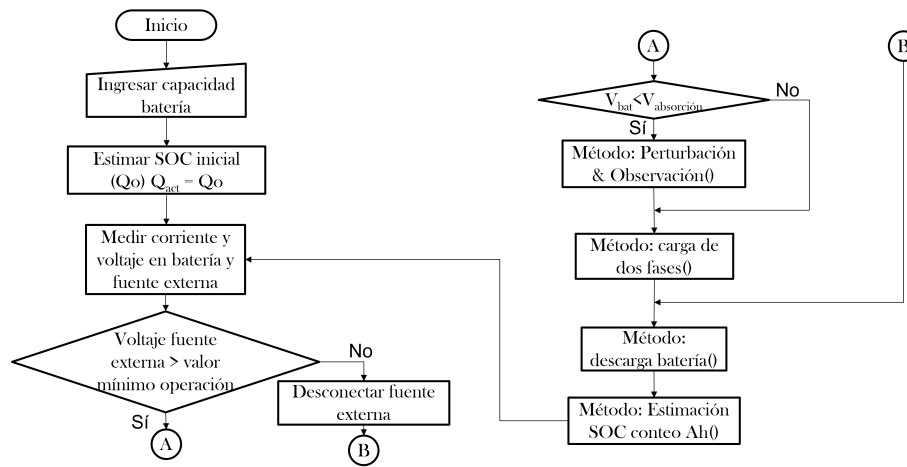 Inicio
Ingresar capacidad
batería
Estimar SOC inicial
(Qo) Qact = Qo
Medir corriente y
voltaje en batería y
fuente externa
Voltaje fuente
externa > valor
mínimo operación
No
Desconectar fuente
externa
Sí
A
B
A
B
Vbat<Vabsorción
No
Sí
Método: Perturbación
& Observación()
Método: carga de
dos fases()
Método:
descarga batería()
Método: Estimación
SOC conteo Ah()